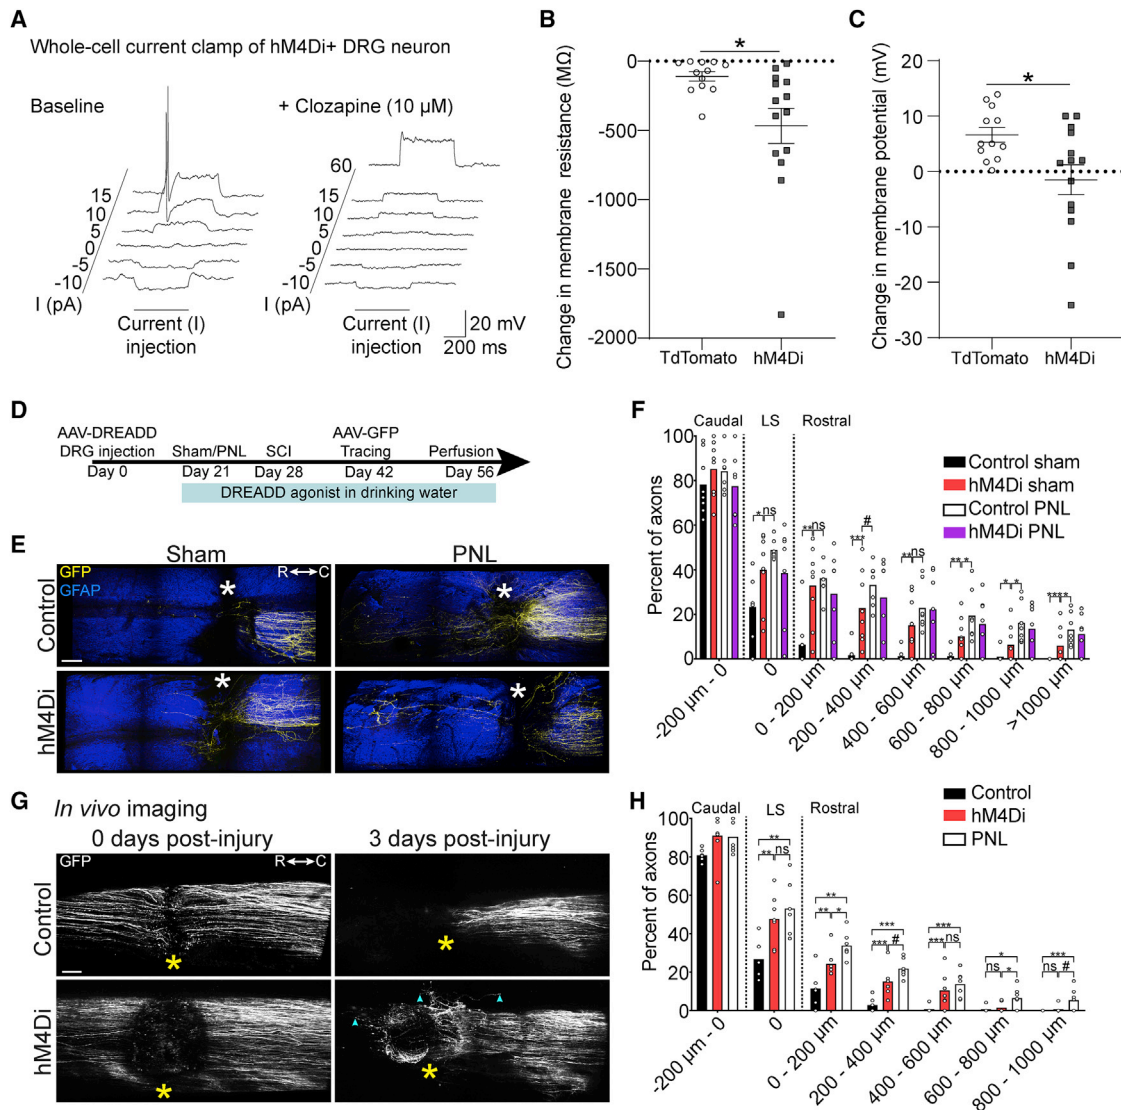 A
Whole-cell current clamp of hM4Di+ DRG neuron
Baseline
+ Clozapine (10 µM)
15
10
5
0
-5
-10
I (pA)
Current (I)
injection
60
15
10
5
0
-5
-10
I (pA)
Current (I)
injection
20 mV
200 ms
B
Change in membrane resistance (MΩ)
*
0
-500
-1000
-1500
-2000
TdTomato
hM4Di
C
Change in membrane potential (mV)
*
20
10
0
-10
-20
-30
TdTomato
hM4Di
D
AAV-DREADD
DRG injection
Day 0
Sham/PNL
Day 21
SCI
Day 28
AAV-GFP
Tracing
Day 42
Perfusion
Day 56
DREADD agonist in drinking water
E
Sham
PNL
GFP
GFAP
R C
*
*
Control
*
*
hM4Di
F
Caudal
LS
Rostral
Control sham
hM4Di sham
Control PNL
hM4Di PNL
Percent of axons
100
80
60
40
20
0
* ns
** ns
*** #
** ns
** *
* *
*** *
-200 µm - 0
0
0 - 200 µm
200 - 400 µm
400 - 600 µm
600 - 800 µm
800 - 1000 µm
>1000 µm
G
In vivo imaging
0 days post-injury
3 days post-injury
GFP
R C
Control
*
*
hM4Di
*
*
H
Caudal
LS
Rostral
Control
hM4Di
PNL
Percent of axons
100
80
60
40
20
0
**
** ns
**
** *
***
*** #
***
*** ns
*
ns *
***
ns #
-200 µm - 0
0
0 - 200 µm
200 - 400 µm
400 - 600 µm
600 - 800 µm
800 - 1000 µm